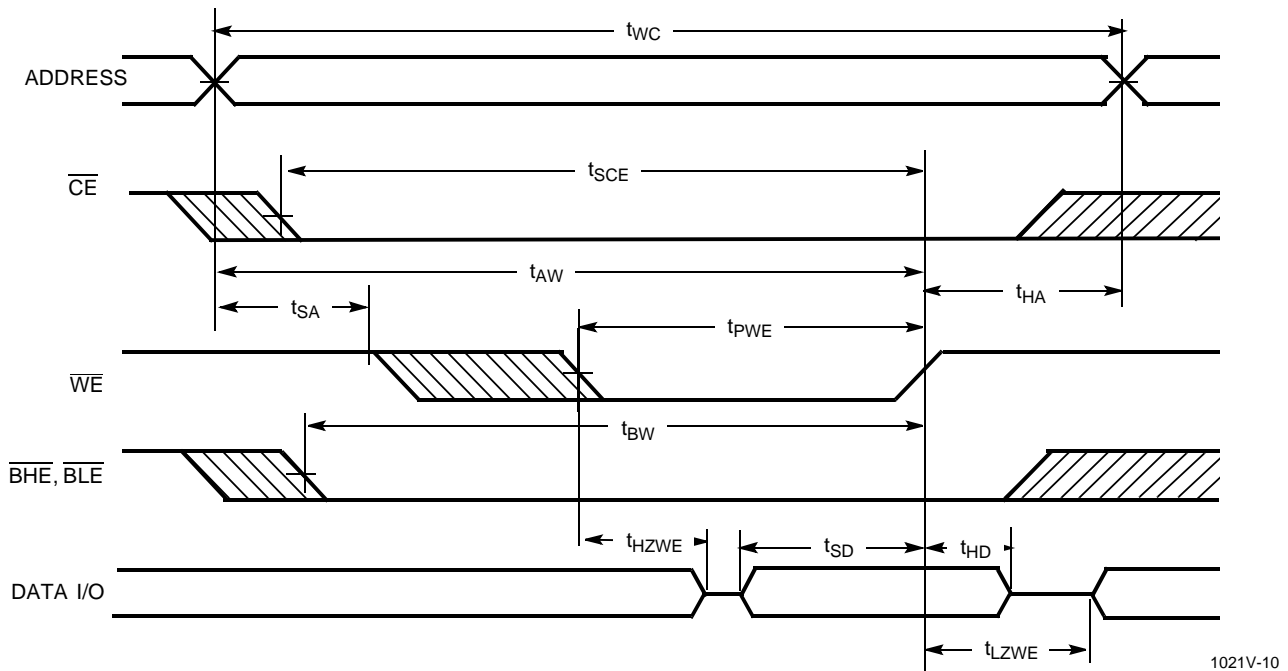 tWC
ADDRESS
tSCE
CE
tAW
tSA
tHA
tPWE
WE
tBW
BHE, BLE
tHZWE
tSD
tHD
DATA I/O
tLZWE
1021V-10